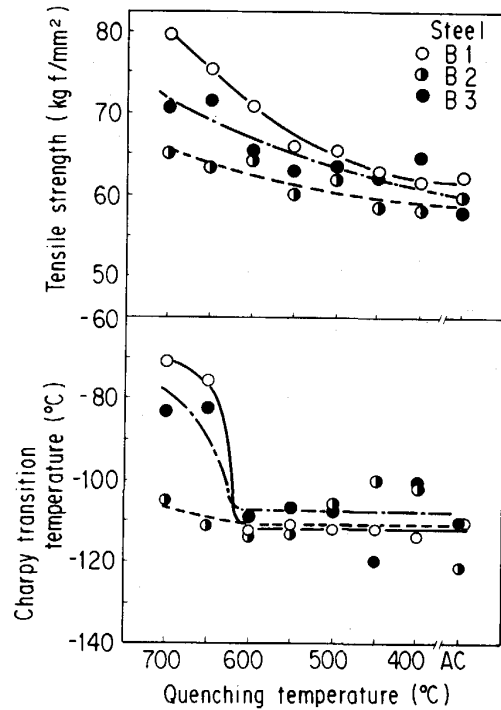 Steel
B1
B2
B3
Tensile strength (kgf/mm²)
80
70
60
50
-60
-80
-100
-120
-140
Charpy transition
temperature (°C)
700 600 500 400 AC
Quenching temperature (°C)